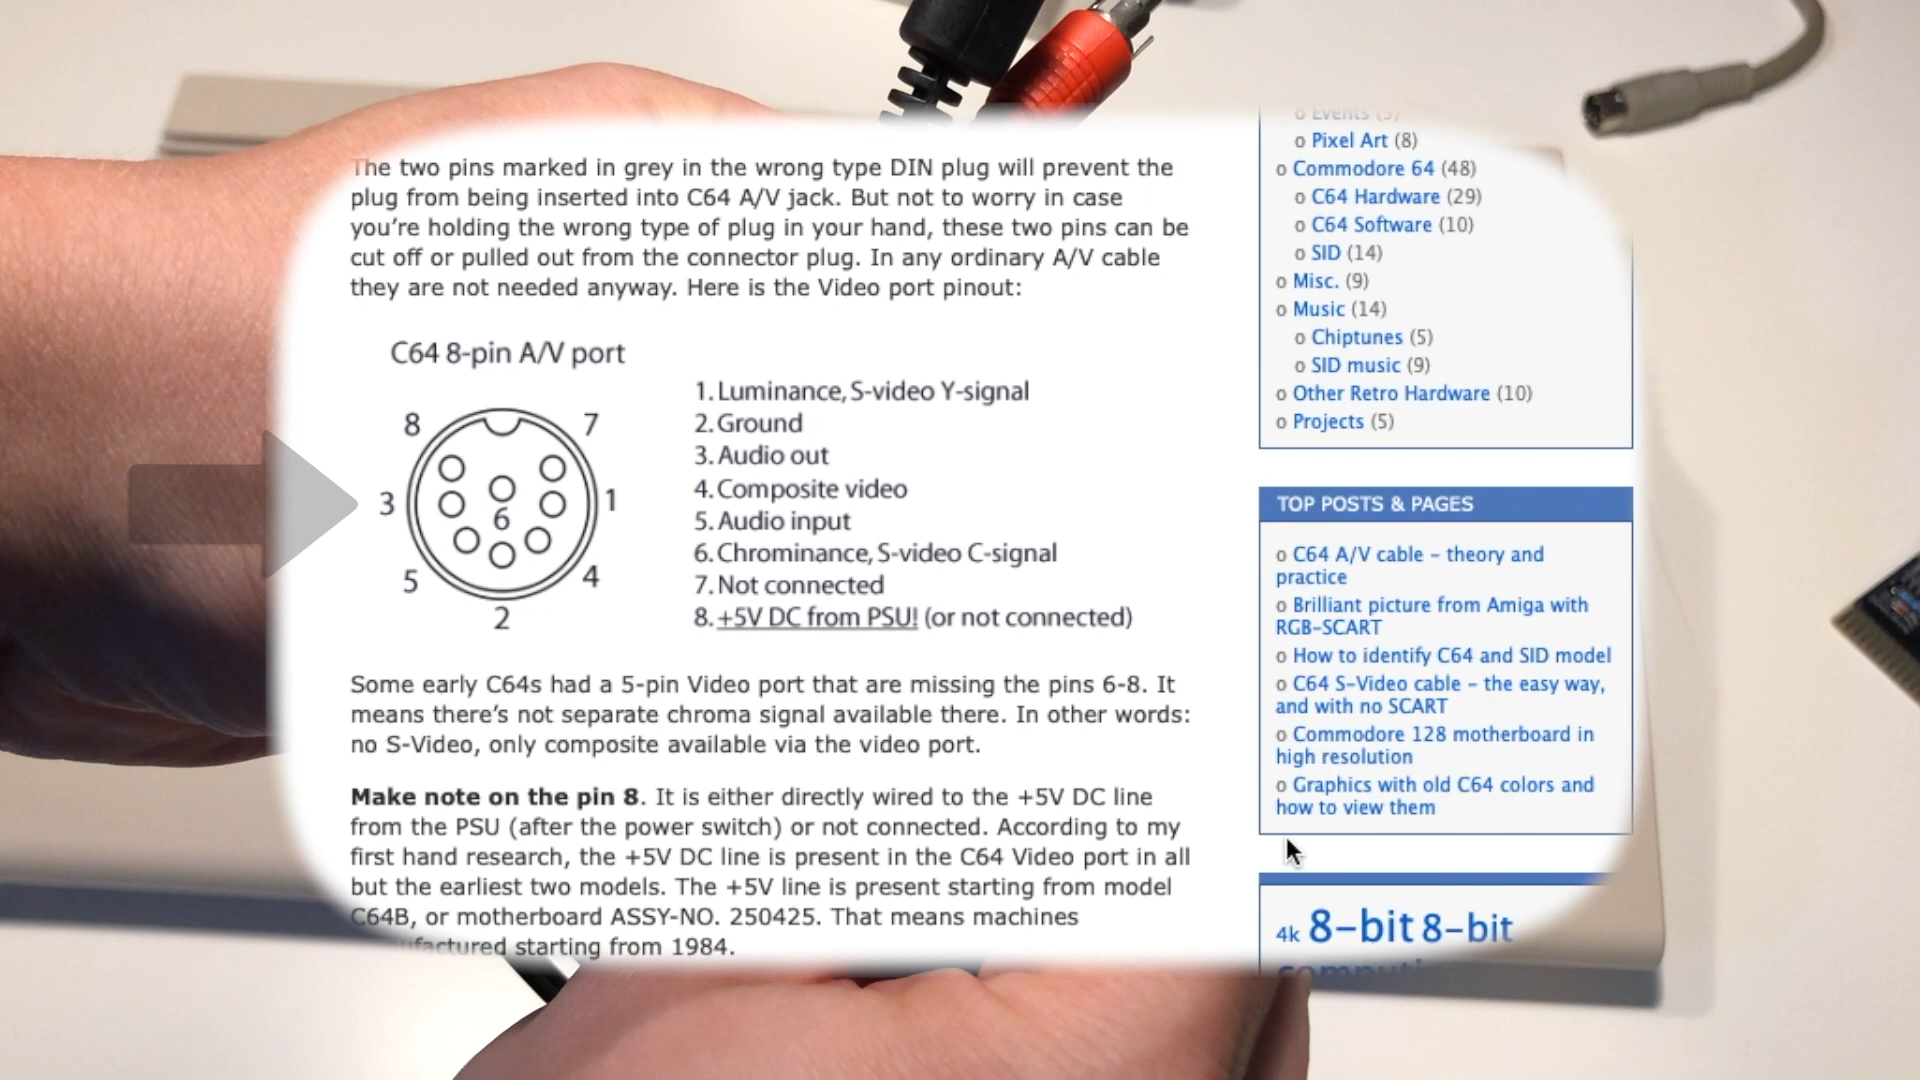 The two pins marked in grey in the wrong type DIN plug will prevent the
plug from being inserted into C64 A/V jack. But not to worry in case
you're holding the wrong type of plug in your hand, these two pins can be
cut off or pulled out from the connector plug. In any ordinary A/V cable
they are not needed anyway. Here is the Video port pinout:
C64 8-pin A/V port
8
7
3
6
1
5
4
2
1. Luminance, S-video Y-signal
2. Ground
3. Audio out
4. Composite video
5. Audio input
6. Chrominance, S-video C-signal
7. Not connected
8. +5V DC from PSU! (or not connected)
Some early C64s had a 5-pin Video port that are missing the pins 6-8. It
means there's not separate chroma signal available there. In other words:
no S-Video, only composite available via the video port.
Make note on the pin 8. It is either directly wired to the +5V DC line
from the PSU (after the power switch) or not connected. According to my
first hand research, the +5V DC line is present in the C64 Video port in all
but the earliest two models. The +5V line is present starting from model
C64B, or motherboard ASSY-NO. 250425. That means machines
starting from 1984.
o Events (5)
o Pixel Art (8)
o Commodore 64 (48)
o C64 Hardware (29)
o C64 Software (10)
o SID (14)
o Misc. (9)
o Music (14)
o Chiptunes (5)
o SID music (9)
o Other Retro Hardware (10)
o Projects (5)
TOP POSTS & PAGES
o C64 A/V cable – theory and
practice
o Brilliant picture from Amiga with
RGB-SCART
o How to identify C64 and SID model
o C64 S-Video cable – the easy way,
and with no SCART
o Commodore 128 motherboard in
high resolution
o Graphics with old C64 colors and
how to view them
4k 8-bit 8-bit